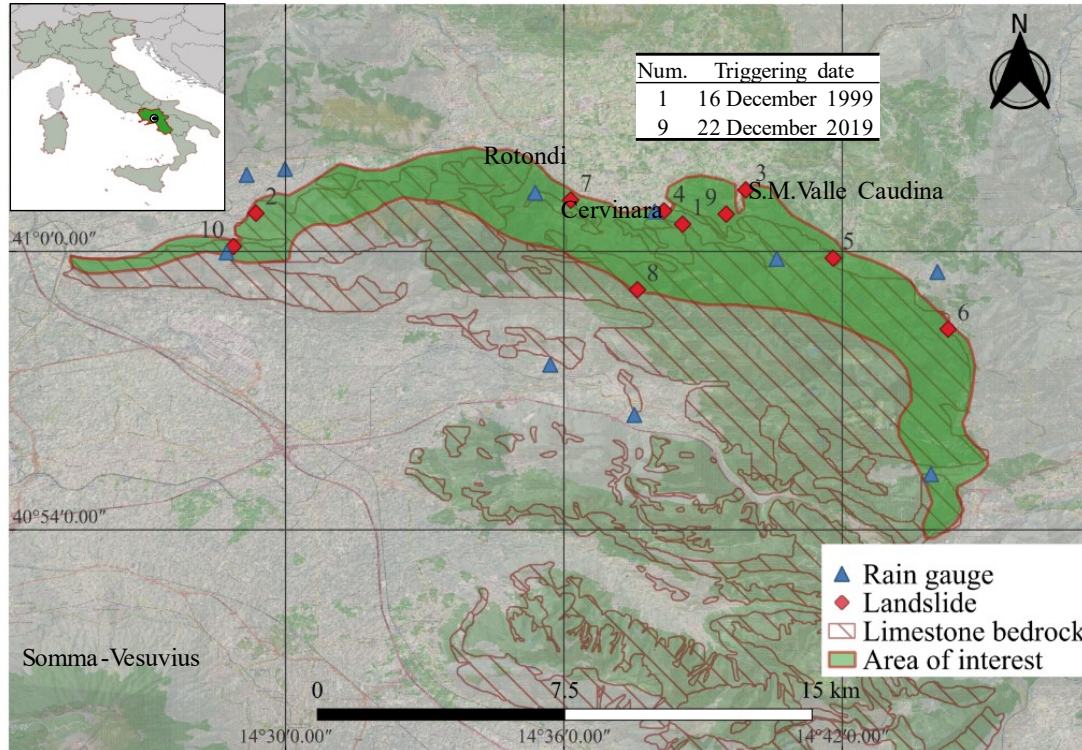 N
Num. Triggering date
1 16 December 1999
9 22 December 2019
Rotondi
2
7
3
S.M.Valle Caudina
Cervinara
4
1
9
10
41°0'0.00"
5
8
6
40°54'0.00"
Rain gauge
Landslide
Limestone bedrock
Area of interest
Somma-Vesuvius
0 7.5 15 km
14°30'0.00" 14°36'0.00" 14°42'0.00"